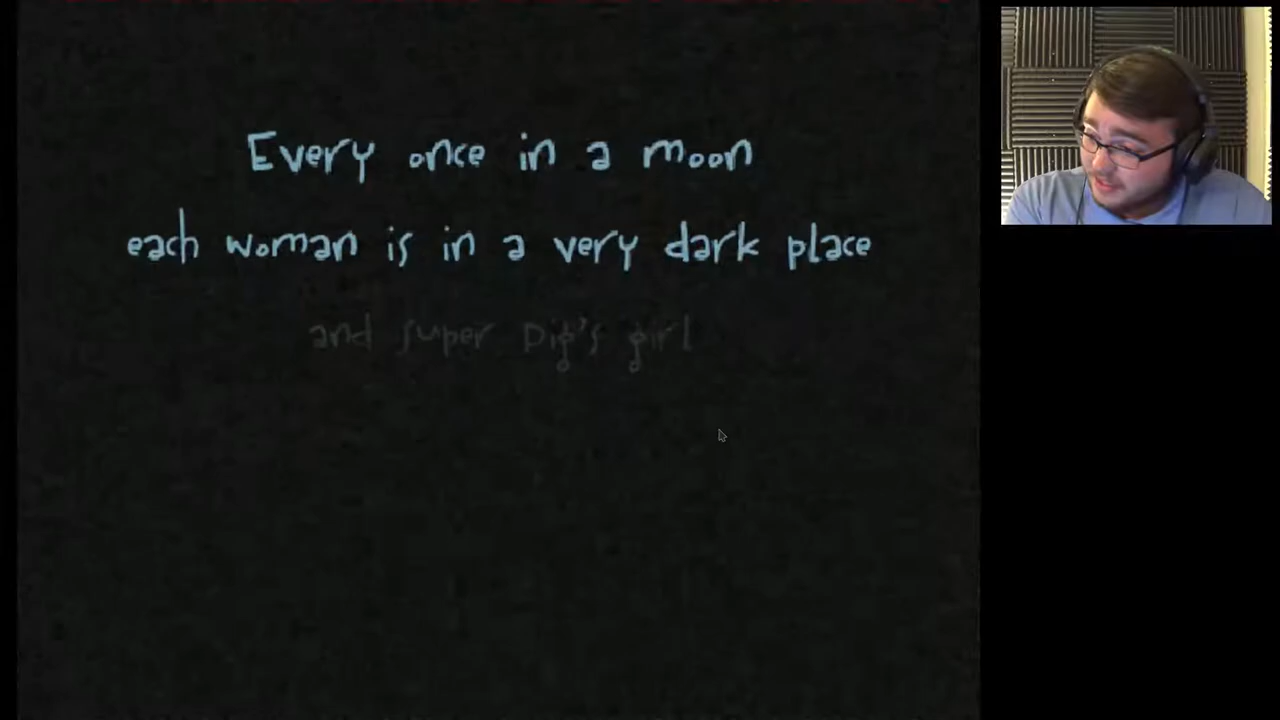 Every once in a moon
each woman is in a very dark place
and super Pig's girl